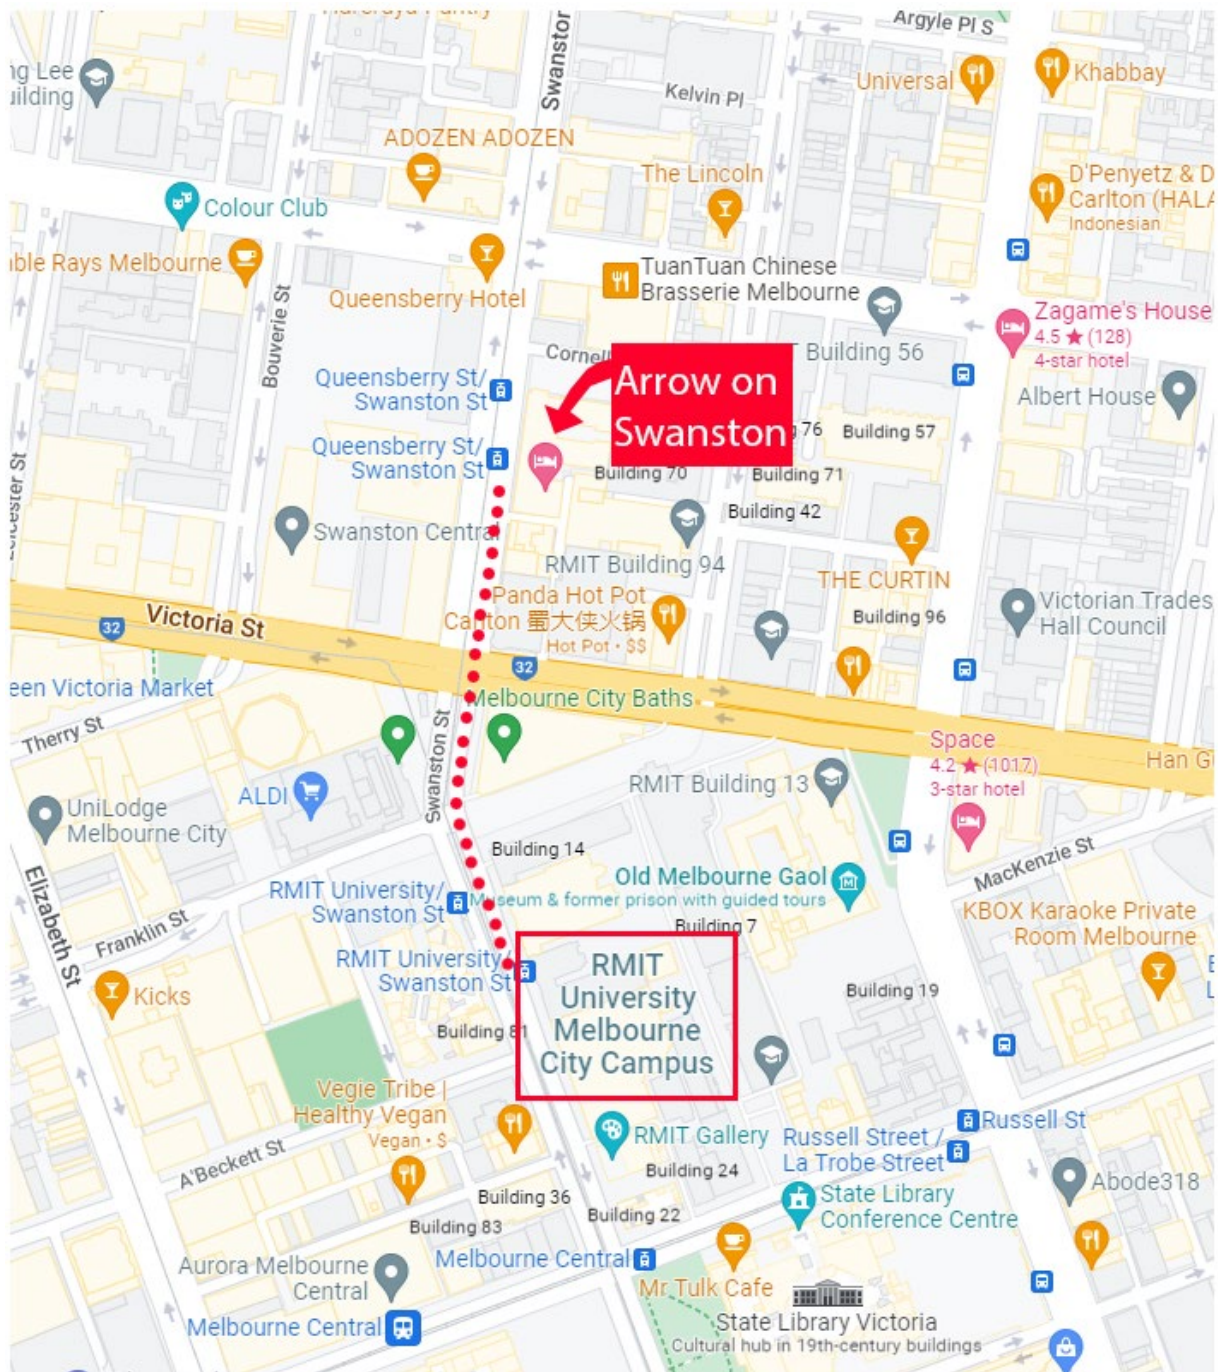 Swanston
Argyle Pl S
Universal
Khabbay
Kelvin Pl
ADOZEN ADOZEN
The Lincoln
D'Penyetz & D
Carlton (HALA
Indonesian
Colour Club
Queensberry Hotel
TuanTuan Chinese
Brasserie Melbourne
Zagame's House
4.5 ★ (128)
4-star hotel
Bouverie St
Building 56
Albert House
Queensberry St/
Swanston St
Arrow on
Swanston
76
Building 57
Queensberry St/
Swanston St
Building 70
Building 71
Building 42
Swanston Central
RMIT Building 94
THE CURTIN
Panda Hot Pot
Carlton 蜀大侠火锅
Hot Pot · $$
Building 96
Victorian Trades
Hall Council
Victoria St
32
32
een Victoria Market
Melbourne City Baths
Therry St
Swanston St
Space
4.2 ★ (1017)
3-star hotel
Han G
RMIT Building 13
ALDI
UniLodge
Melbourne City
Building 14
MacKenzie St
Old Melbourne Gaol
Museum & former prison with guided tours
RMIT University/
Swanston St
Elizabeth St
Franklin St
Building 7
KBOX Karaoke Private
Room Melbourne
RMIT University/
Swanston St
RMIT
University
Melbourne
City Campus
Kicks
Building 19
Building 81
Vegie Tribe |
Healthy Vegan
Vegan · $
RMIT Gallery
Russell St
Russell Street /
La Trobe Street
A'Beckett St
Building 24
Abode318
Building 36
State Library
Conference Centre
Building 83
Building 22
Melbourne Central
Aurora Melbourne
Central
Mr Tulk Cafe
Melbourne Central
State Library Victoria
Cultural hub in 19th-century buildings